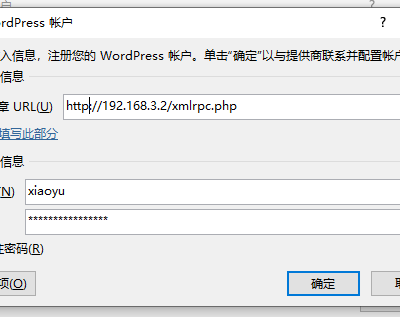 ordPress 帐户
入信息，注册您的 WordPress 帐户。单击“确定”以与提供商联系并配置帐户
信息
章 URL(U) http://192.168.3.2/xmlrpc.php
填写此部分
信息
(N) xiaoyu
****************
住密码(R)
项(O) 确定